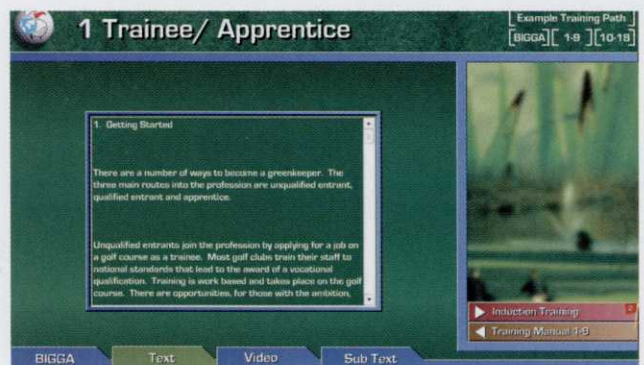 1 Trainee/ Apprentice
Example Training Path
BIGGA 1-9 10-18
1. Getting Started
There are a number of ways to become a greenkeeper. The
three main routes into the profession are unqualified entrant,
qualified entrant and apprentice.
Unqualified entrants join the profession by applying for a job on
a golf course as a trainee. Most golf clubs train their staff to
national standards that lead to the award of a vocational
qualification. Training is work based and takes place on the golf
course. There are opportunities, for those with the ambition,
Induction Training
Training Manual 1-9
BIGGA
Text
Video
Sub Text